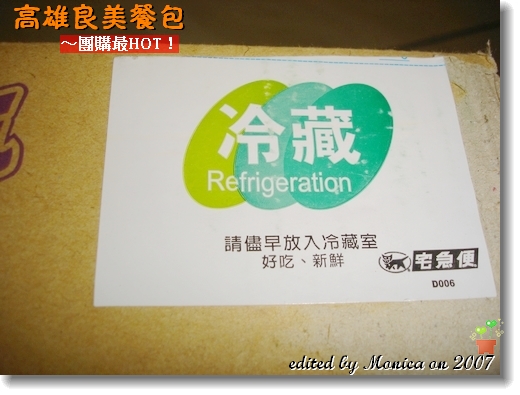 高雄良美餐包
～團購最HOT！
冷藏
Refrigeration
請儘早放入冷藏室
好吃、新鮮
宅急便
D006
edited by Monica on 2007